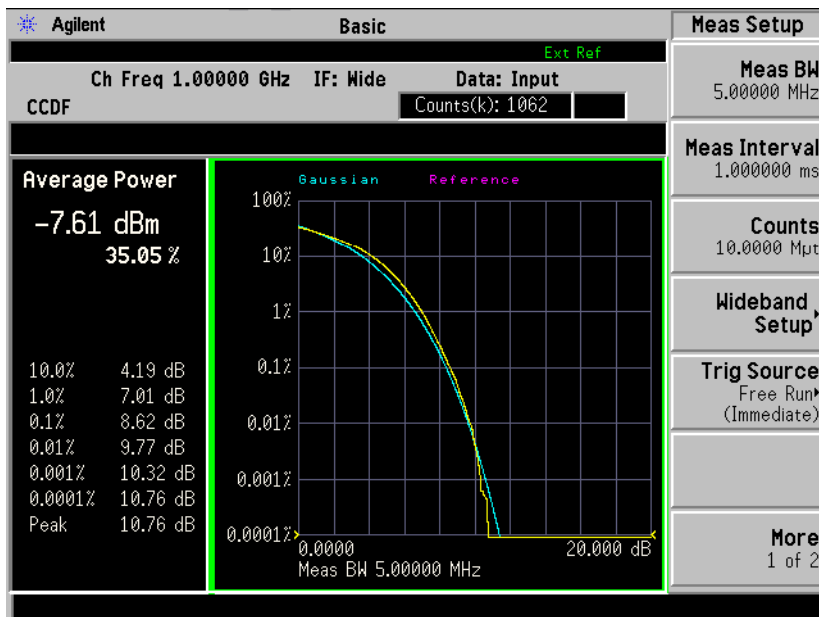 Agilent Basic Meas Setup
Ext Ref
Ch Freq 1.00000 GHz IF: Wide Data: Input
CCDF Counts(k): 1062
Average Power
-7.61 dBm
35.05 %
10.0% 4.19 dB
1.0% 7.01 dB
0.1% 8.62 dB
0.01% 9.77 dB
0.001% 10.32 dB
0.0001% 10.76 dB
Peak 10.76 dB
Gaussian Reference
100%
10%
1%
0.1%
0.01%
0.001%
0.0001%
0.0000 20.000 dB
Meas BW 5.00000 MHz
Meas BW
5.00000 MHz
Meas Interval
1.000000 ms
Counts
10.0000 Mpt
Wideband
Setup
Trig Source
Free Run
(Immediate)
More
1 of 2